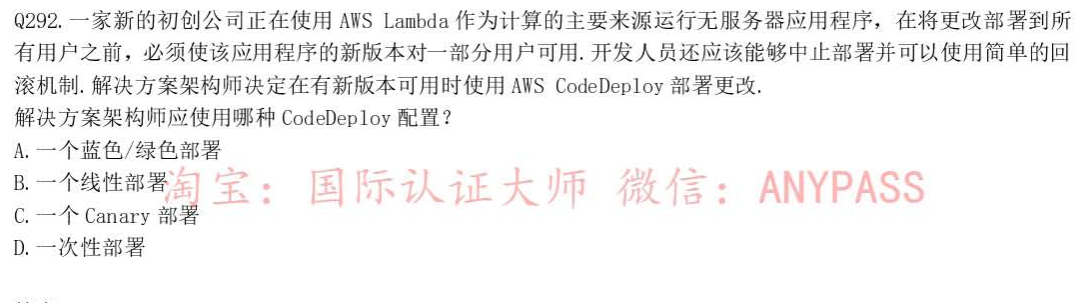 Q292.一家新的初创公司正在使用 AWS Lambda 作为计算的主要来源运行无服务器应用程序，在将更改部署到所
有用户之前，必须使该应用程序的新版本对一部分用户可用.开发人员还应该能够中止部署并可以使用简单的回
滚机制.解决方案架构师决定在有新版本可用时使用 AWS CodeDeploy 部署更改.
解决方案架构师应使用哪种 CodeDeploy 配置？
A.一个蓝色/绿色部署
B.一个线性部署
淘宝：国际认证大师 微信：ANYPASS
C.一个 Canary 部署
D.一次性部署